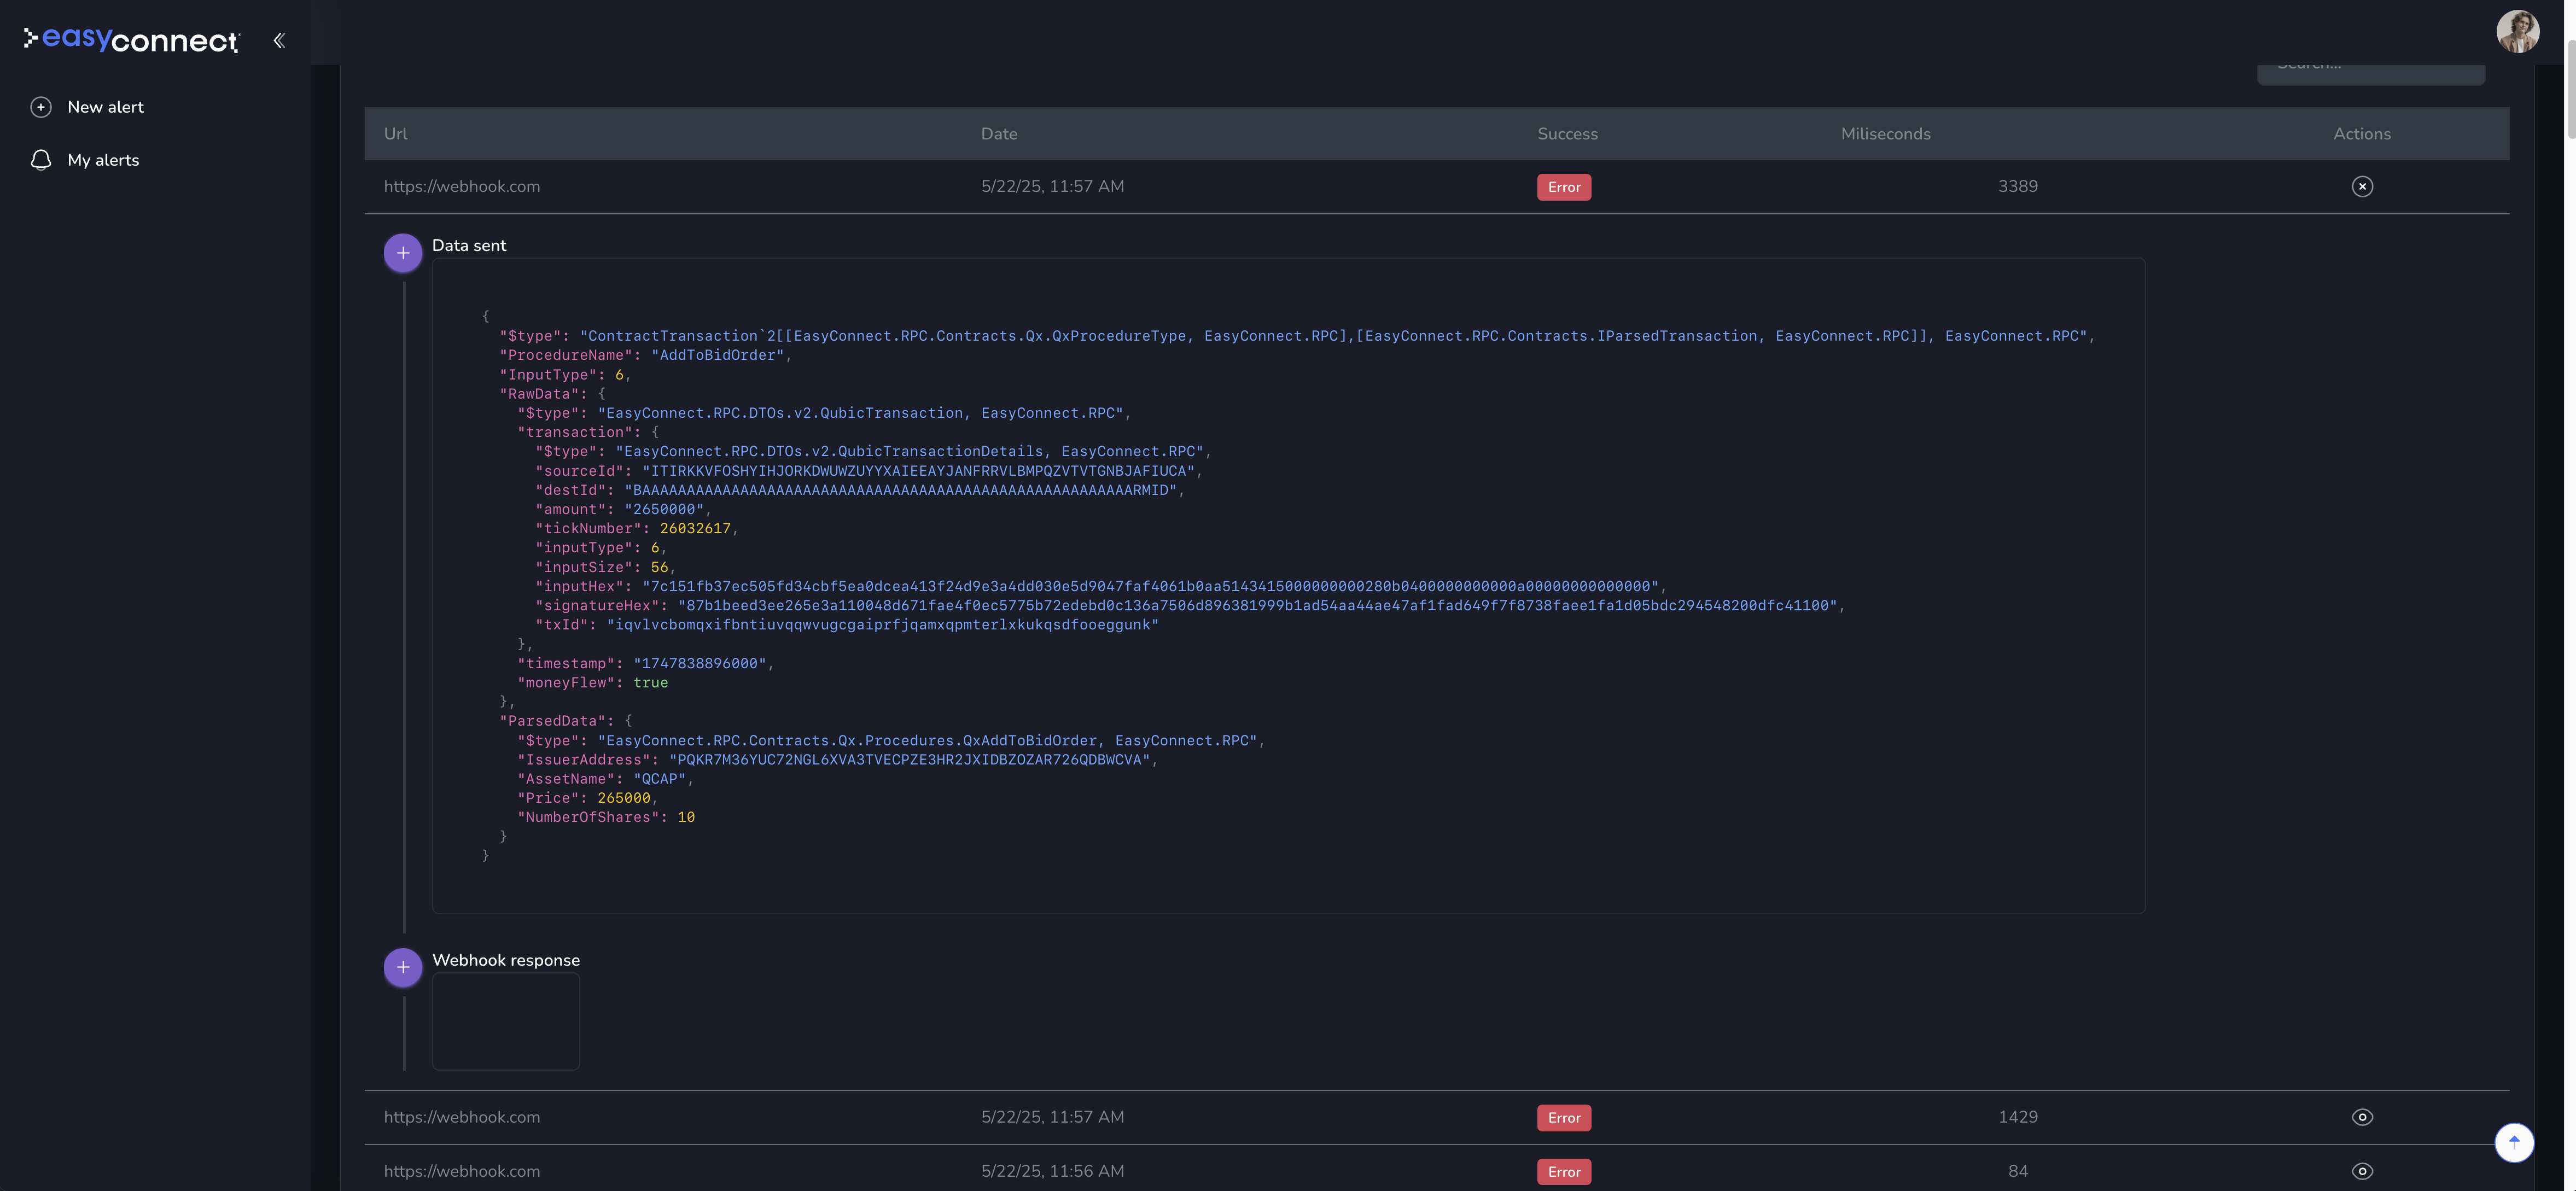 easyconnect
New alert
My alerts
Url Date Success Miliseconds Actions
https://webhook.com 5/22/25, 11:57 AM Error 3389
Data sent
{
"$type": "ContractTransaction`2[[EasyConnect.RPC.Contracts.Qx.QxProcedureType, EasyConnect.RPC],[EasyConnect.RPC.Contracts.IParsedTransaction, EasyConnect.RPC]], EasyConnect.RPC",
"ProcedureName": "AddToBidOrder",
"InputType": 6,
"RawData": {
"$type": "EasyConnect.RPC.DTOs.v2.QubicTransaction, EasyConnect.RPC",
"transaction": {
"$type": "EasyConnect.RPC.DTOs.v2.QubicTransactionDetails, EasyConnect.RPC",
"sourceId": "ITIRKKVFOSHYIHJORKDWUWZUYYXAIEEAYJANFRRVLBMPQZVTVTGNBJAFIUCA",
"destId": "BAAAAAAAAAAAAAAAAAAAAAAAAAAAAAAAAAAAAAAAAAAAAAAAAAAAAAAARMID",
"amount": "2650000",
"tickNumber": 26032617,
"inputType": 6,
"inputSize": 56,
"inputHex": "7c151fb37ec505fd34cbf5ea0dcea413f24d9e3a4dd030e5d9047faf4061b0aa5143415000000000280b0400000000000a00000000000000",
"signatureHex": "87b1beed3ee265e3a110048d671fae4f0ec5775b72edebd0c136a7506d896381999b1ad54aa44ae47af1fad649f7f8738faee1fa1d05bdc294548200dfc41100",
"txId": "iqvlvcbomqxifbntiuvqqwvugcgaiprfjqamxqpmterlxkukqsdfooeggunk"
},
"timestamp": "1747838896000",
"moneyFlew": true
},
"ParsedData": {
"$type": "EasyConnect.RPC.Contracts.Qx.Procedures.QxAddToBidOrder, EasyConnect.RPC",
"IssuerAddress": "PQKR7M36YUC72NGL6XVA3TVECPZE3HR2JXIDBZOZAR726QDBWCVA",
"AssetName": "QCAP",
"Price": 265000,
"NumberOfShares": 10
}
}
Webhook response
https://webhook.com 5/22/25, 11:57 AM Error 1429
https://webhook.com 5/22/25, 11:56 AM Error 84